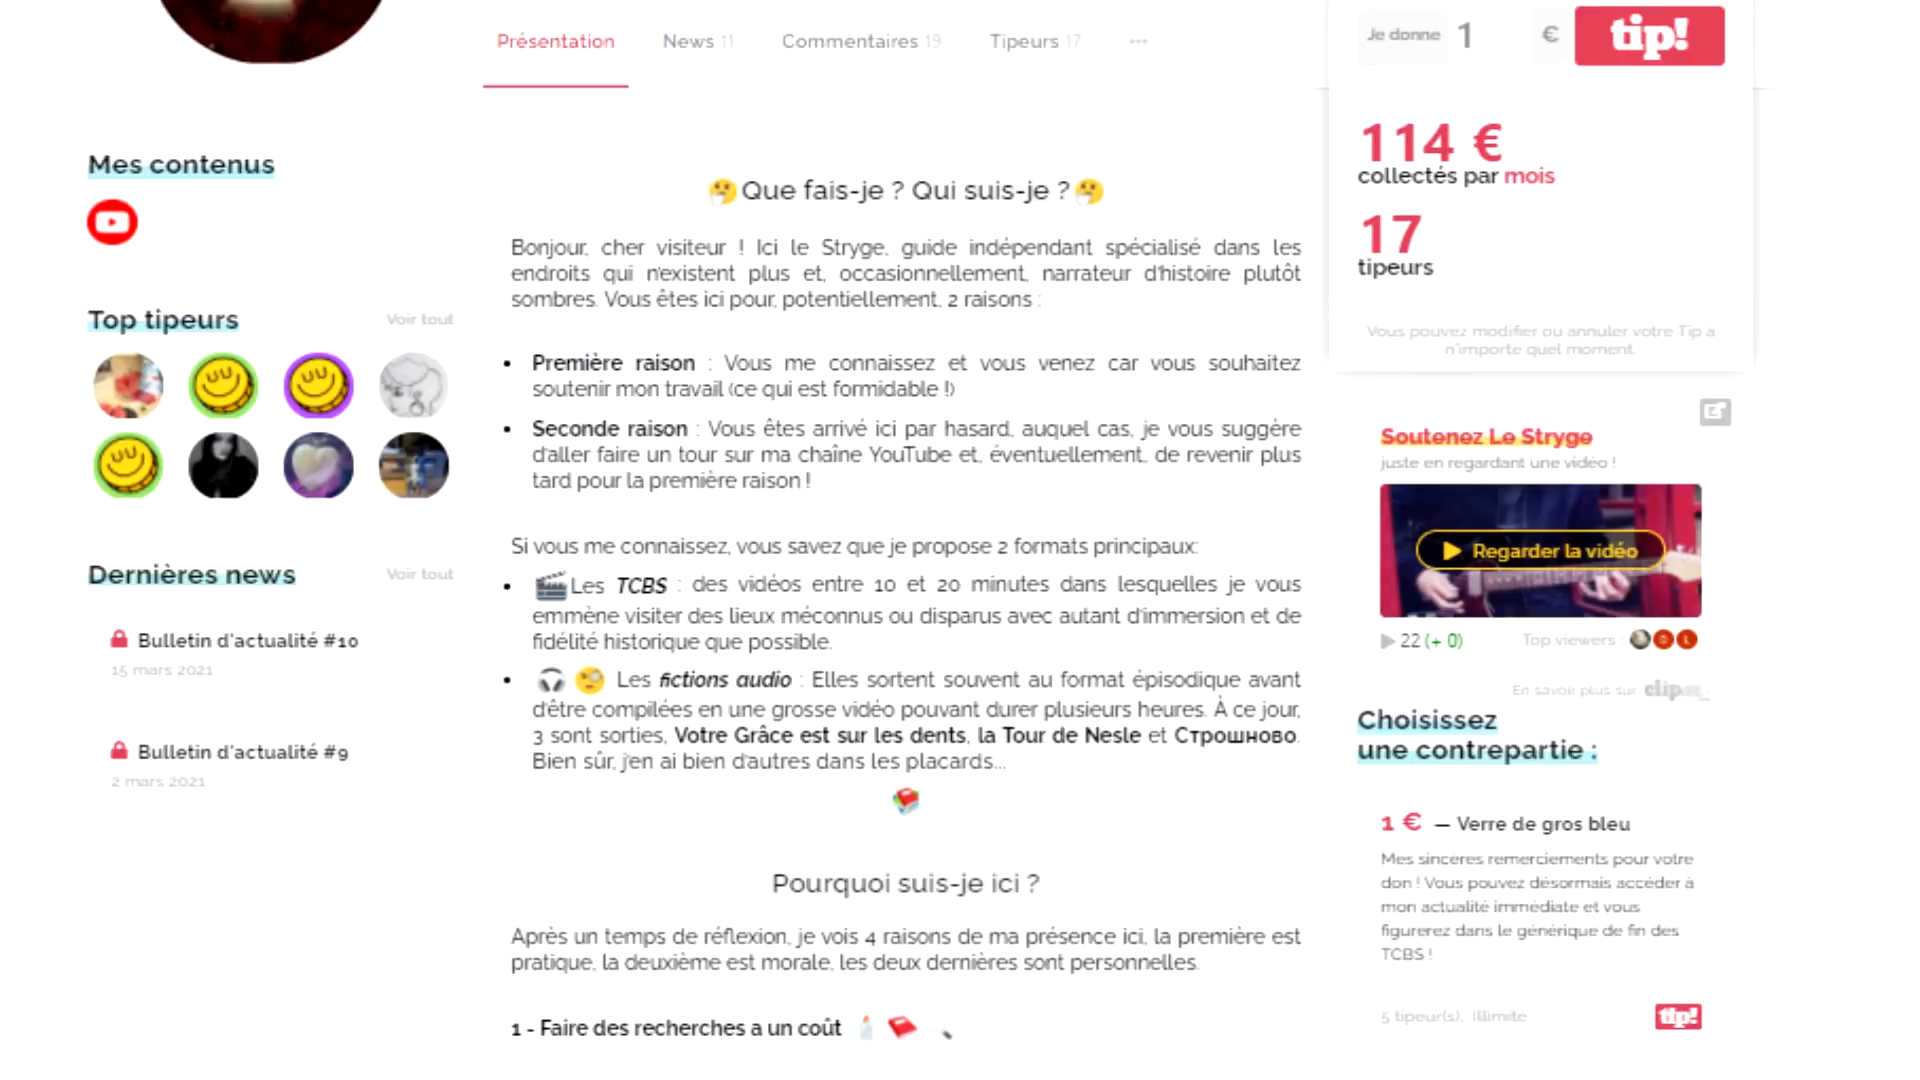 Présentation
News 11
Commentaires 19
Tipeurs 17
Je donne 1 €
tip!
114 €
collectés par mois
17
tipeurs
Vous pouvez modifier ou annuler votre Tip a
n'importe quel moment
Mes contenus
Top tipeurs
Voir tout
Dernières news
Voir tout
Bulletin d'actualité #10
15 mars 2021
Bulletin d'actualité #9
2 mars 2021
Que fais-je ? Qui suis-je ?
Bonjour, cher visiteur ! Ici le Stryge, guide indépendant spécialisé dans les
endroits qui n'existent plus et, occasionnellement, narrateur d'histoire plutôt
sombres. Vous êtes ici pour, potentiellement, 2 raisons :
• Première raison : Vous me connaissez et vous venez car vous souhaitez
soutenir mon travail (ce qui est formidable !)
• Seconde raison : Vous êtes arrivé ici par hasard, auquel cas, je vous suggère
d'aller faire un tour sur ma chaîne YouTube et, éventuellement, de revenir plus
tard pour la première raison !
Si vous me connaissez, vous savez que je propose 2 formats principaux:
• Les TCBS : des vidéos entre 10 et 20 minutes dans lesquelles je vous
emmène visiter des lieux méconnus ou disparus avec autant d'immersion et de
fidélité historique que possible.
• Les fictions audio : Elles sortent souvent au format épisodique avant
d'être compilées en une grosse vidéo pouvant durer plusieurs heures. À ce jour,
3 sont sorties, Votre Grâce est sur les dents, la Tour de Nesle et Строшново.
Bien sûr, j'en ai bien d'autres dans les placards...
Pourquoi suis-je ici ?
Après un temps de réflexion, je vois 4 raisons de ma présence ici, la première est
pratique, la deuxième est morale, les deux dernières sont personnelles.
1 - Faire des recherches a un coût
Soutenez Le Stryge
juste en regardant une vidéo !
Regarder la vidéo
22 (+ 0)
Top viewers :
En savoir plus sur
Choisissez
une contrepartie :
1 € — Verre de gros bleu
Mes sincères remerciements pour votre
don ! Vous pouvez désormais accéder à
mon actualité immédiate et vous
figurerez dans le générique de fin des
TCBS !
5 tipeur(s), illimité
tip!